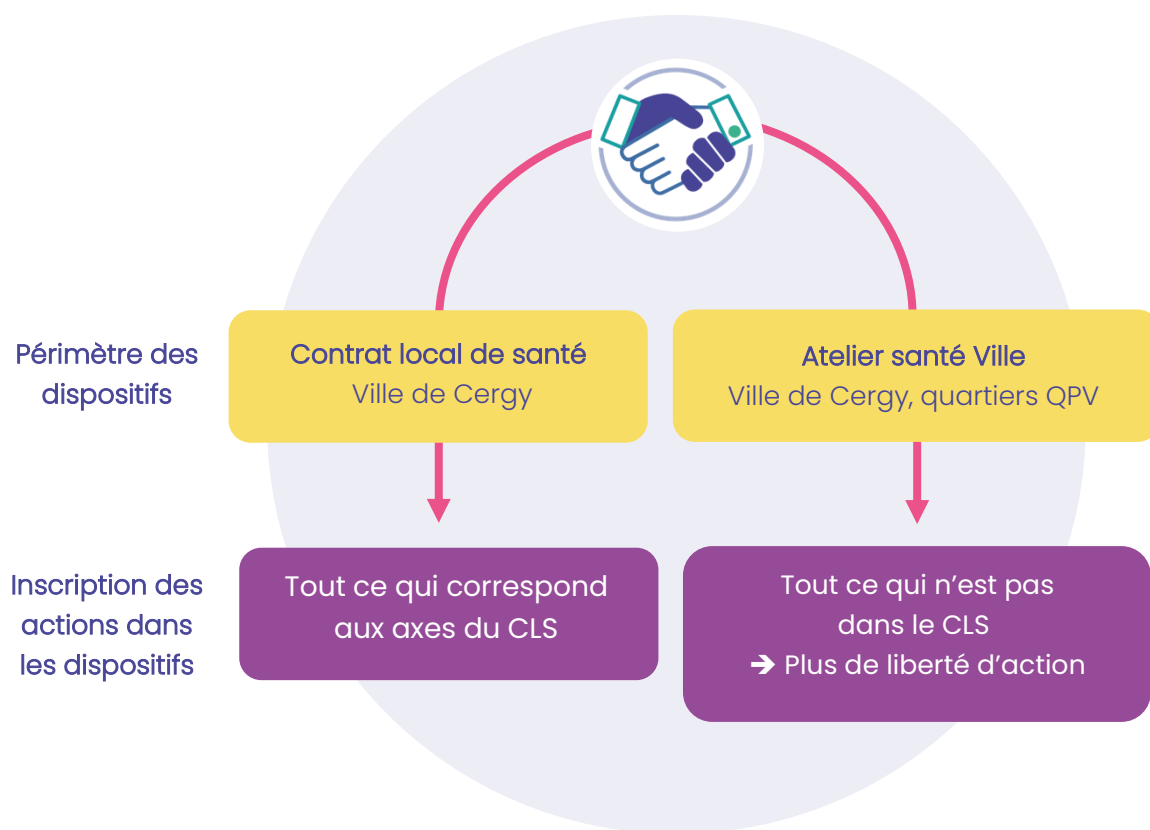 Périmètre des
dispositifs
Contrat local de santé
Ville de Cergy
Atelier santé Ville
Ville de Cergy, quartiers QPV
Inscription des
actions dans
les dispositifs
Tout ce qui correspond
aux axes du CLS
Tout ce qui n’est pas
dans le CLS
➔ Plus de liberté d’action